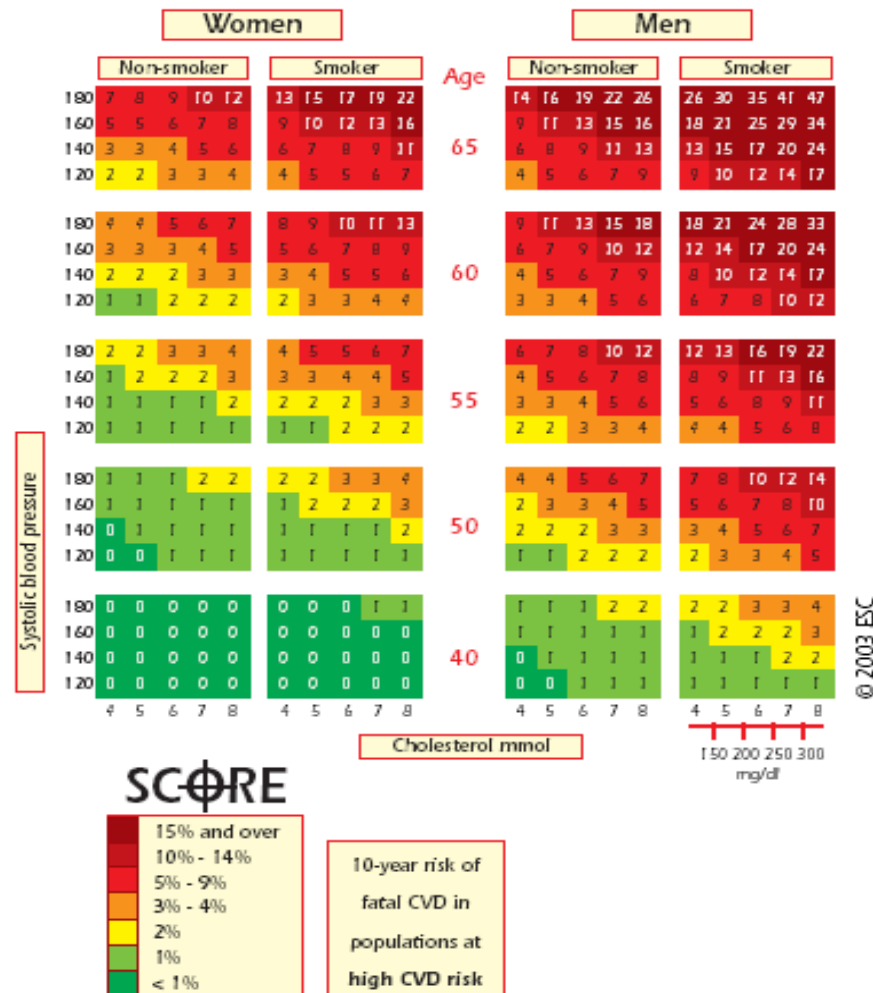 Women Men
Non-smoker Smoker Age Non-smoker Smoker
180 7 8 9 10 12 13 15 17 19 22 14 16 19 22 26 26 30 35 41 47
160 5 5 6 7 8 9 10 12 13 16 9 11 13 15 16 18 21 25 29 34
140 3 3 4 5 6 6 7 8 9 11 65 6 8 9 11 13 13 15 17 20 24
120 2 2 3 3 4 4 5 5 6 7 4 5 6 7 9 9 10 12 14 17
180 4 4 5 6 7 8 9 10 11 13 9 11 13 15 18 18 21 24 28 33
160 3 3 3 4 5 5 6 7 8 9 6 7 9 10 12 12 14 17 20 24
140 2 2 2 3 3 3 4 5 5 6 60 4 5 6 7 9 8 10 12 14 17
120 1 1 2 2 2 2 3 3 4 4 3 3 4 5 6 6 7 8 10 12
180 2 2 3 3 4 4 5 5 6 7 6 7 8 10 12 12 13 16 19 22
160 1 2 2 2 3 3 3 4 4 5 4 5 6 7 8 8 9 11 13 16
140 1 1 1 1 2 2 2 2 3 3 55 3 3 4 5 6 5 6 8 9 11
120 1 1 1 1 1 1 1 2 2 2 2 2 3 3 4 4 4 5 6 8
180 1 1 1 2 2 2 2 3 3 4 4 4 5 6 7 7 8 10 12 14
160 1 1 1 1 1 1 2 2 2 3 2 3 3 4 5 5 6 7 8 10
140 0 1 1 1 1 1 1 1 1 2 50 2 2 2 3 3 3 4 5 6 7
120 0 0 1 1 1 1 1 1 1 1 1 1 2 2 2 2 3 3 4 5
180 0 0 0 0 0 0 0 0 1 1 1 1 1 2 2 2 2 3 3 4
160 0 0 0 0 0 0 0 0 0 0 1 1 1 1 1 1 2 2 2 3
140 0 0 0 0 0 0 0 0 0 0 40 0 1 1 1 1 1 1 1 2 2
120 0 0 0 0 0 0 0 0 0 0 0 0 1 1 1 1 1 1 1 1
4 5 6 7 8 4 5 6 7 8 4 5 6 7 8 4 5 6 7 8
Systolic blood pressure
© 2003 ESC
Cholesterol mmol
150 200 250 300
mg/dl
SCORE
15% and over
10% - 14%
5% - 9%
3% - 4%
2%
1%
< 1%
10-year risk of
fatal CVD in
populations at
high CVD risk